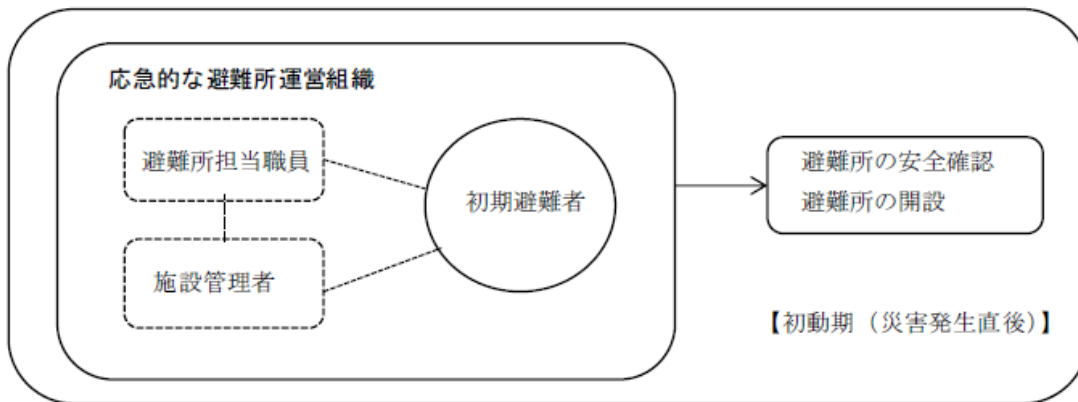 応急的な避難所運営組織
避難所担当職員
初期避難者
施設管理者
避難所の安全確認
避難所の開設
【初動期（災害発生直後）】